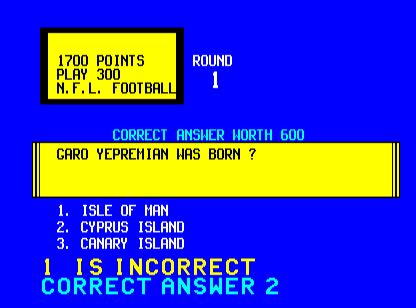 1700 POINTS
PLAY 300
N.F.L. FOOTBALL
ROUND
1
CORRECT ANSWER WORTH 600
GARO YEPREMIAN WAS BORN ?
1. ISLE OF MAN
2. CYPRUS ISLAND
3. CANARY ISLAND
1 IS INCORRECT
CORRECT ANSWER 2